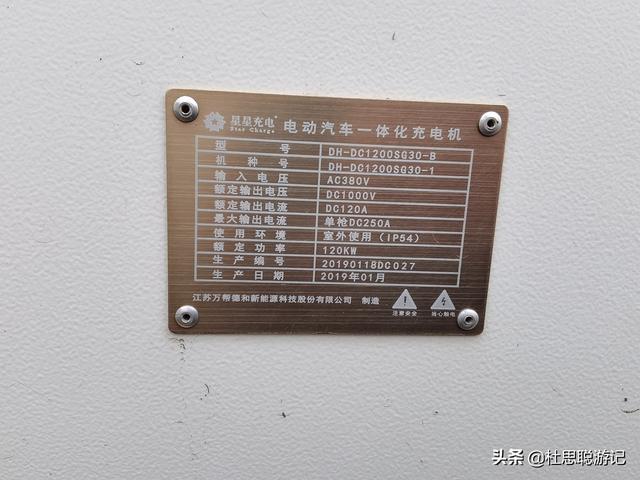 星星充电 电动汽车一体化充电机
Star Charge
型号 DH-DC1200SG30-B
机种号 DH-DC1200SG30-1
输入电压 AC380V
额定输出电压 DC1000V
额定输出电流 DC120A
最大输出电流 单枪DC250A
使用环境 室外使用(IP54)
额定功率 120KW
生产编号 20190118DC027
生产日期 2019年01月
江苏万帮德和新能源科技股份有限公司 制造
注意安全 当心触电
头条 @杜思聪游记